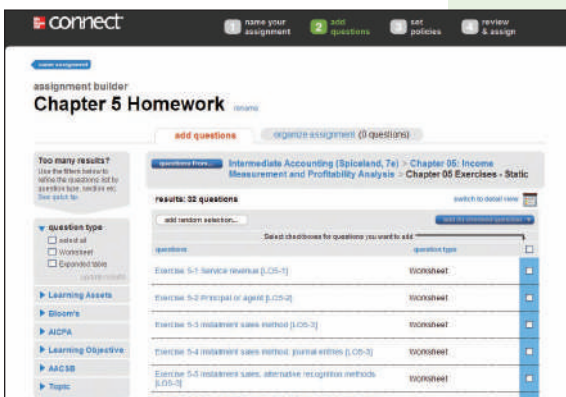 connect
1 name your assignment
2 add questions
3 set policies
4 review & assign
assignment builder
Chapter 5 Homework rename
add questions
organize assignment (0 questions)
Too many results?
Use the filters below to
refine the questions list by
question type, section etc.
See quick tip
questions from...
Intermediate Accounting (Spiceland, 7e) > Chapter 05: Income
Measurement and Profitability Analysis > Chapter 05 Exercises - Static
results: 32 questions
switch to detail view
add random selection...
Select checkboxes for questions you want to add
questions
question type
question type
select all
Worksheet
Expanded table
update results
Learning Assets
Bloom's
AICPA
Learning Objective
AACSB
Topic
Exercise 5-1 Service revenue [LO5-1]
Worksheet
Exercise 5-2 Principal or agent [LO5-2]
Worksheet
Exercise 5-3 Installment sales method [LO5-3]
Worksheet
Exercise 5-4 Installment sales method; journal entries [LO5-3]
Worksheet
Exercise 5-5 Installment sales; alternative recognition methods
[LO5-3]
Worksheet